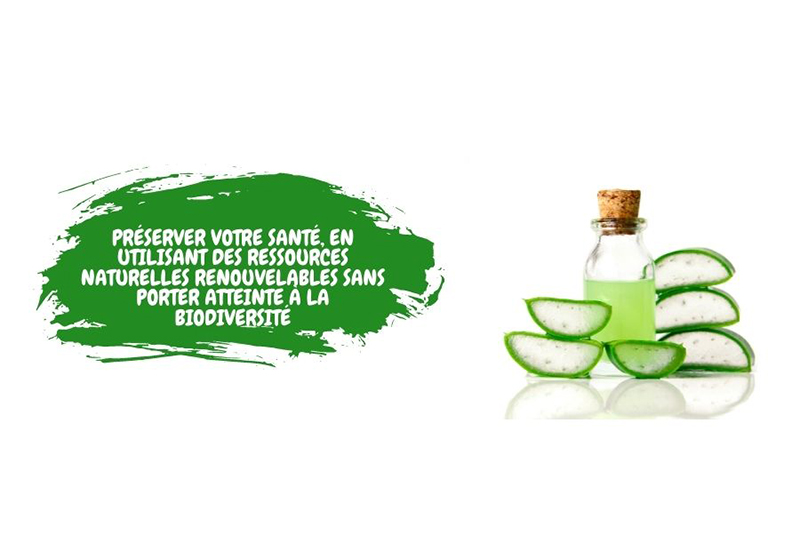 PRÉSERVER VOTRE SANTÉ, EN
UTILISANT DES RESSOURCES
NATURELLES RENOUVELABLES SANS
PORTER ATTEINTE À LA
BIODIVERSITÉ